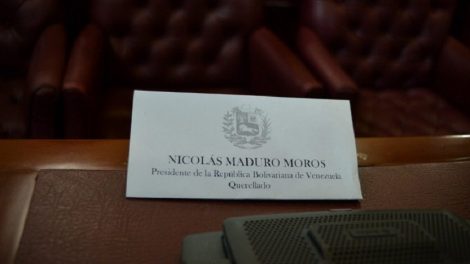 NICOLÁS MADURO MOROS
Presidente de la República Bolivariana de Venezuela
Querellado